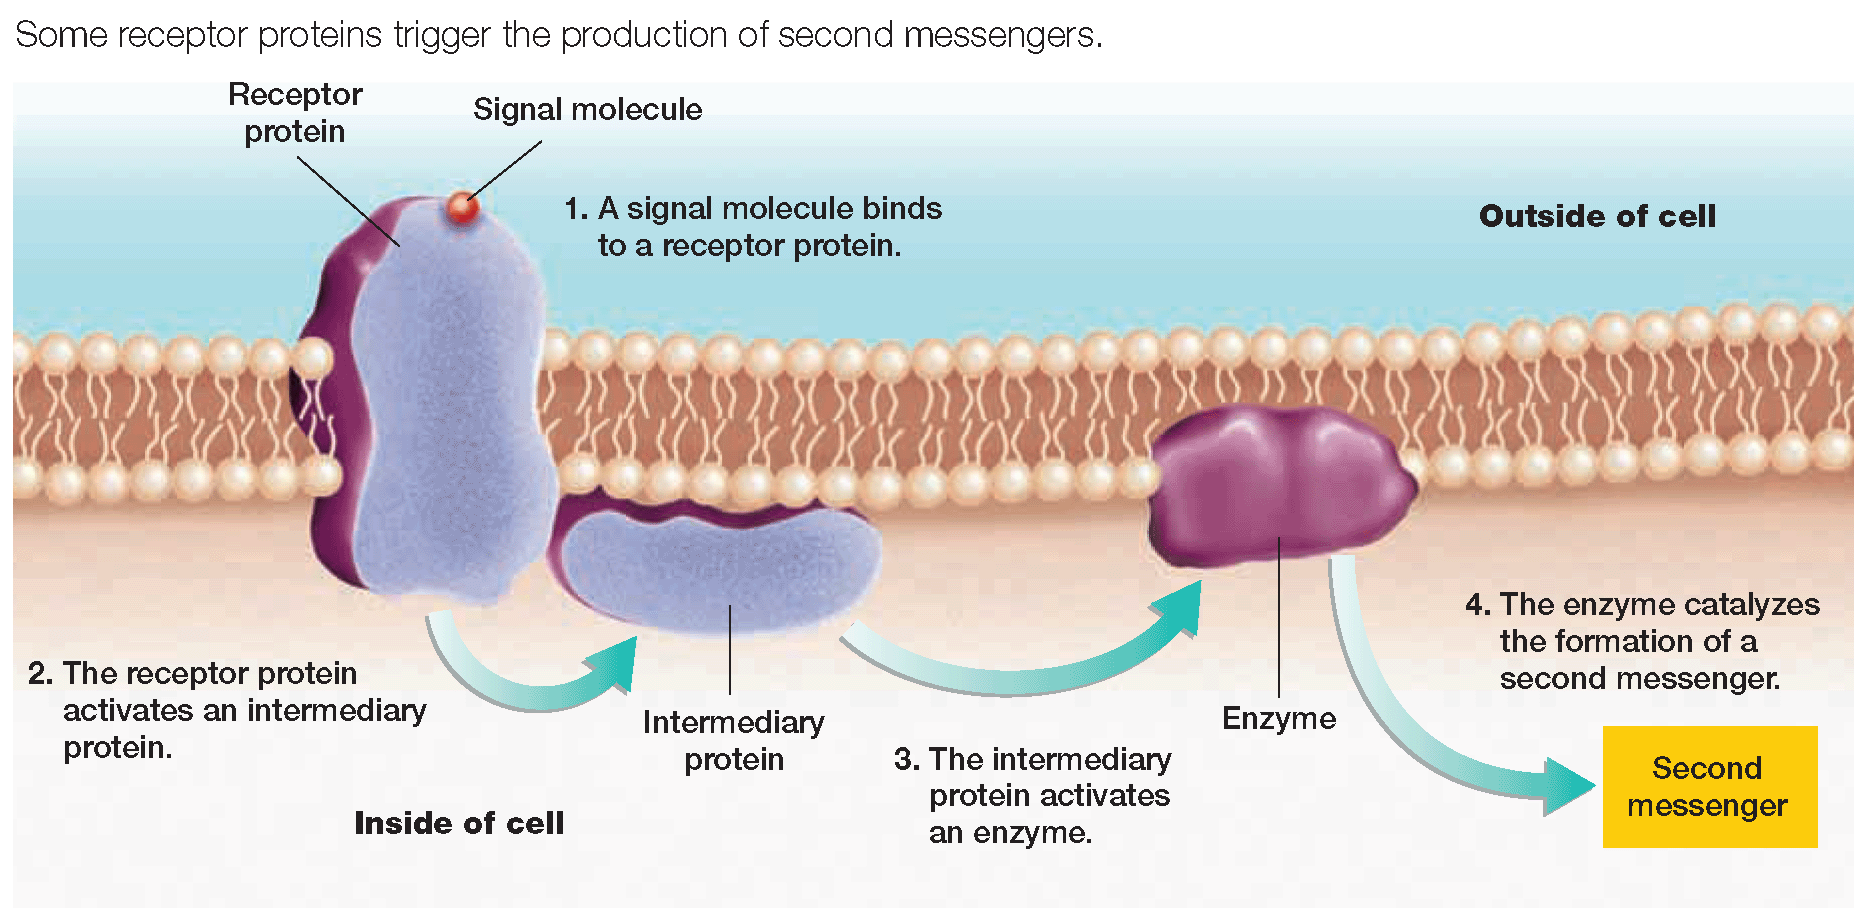 Some receptor proteins trigger the production of second messengers.
Receptor
protein
Signal molecule
1. A signal molecule binds
to a receptor protein.
Outside of cell
2. The receptor protein
activates an intermediary
protein.
Intermediary
protein
3. The intermediary
protein activates
an enzyme.
Enzyme
4. The enzyme catalyzes
the formation of a
second messenger.
Second
messenger
Inside of cell